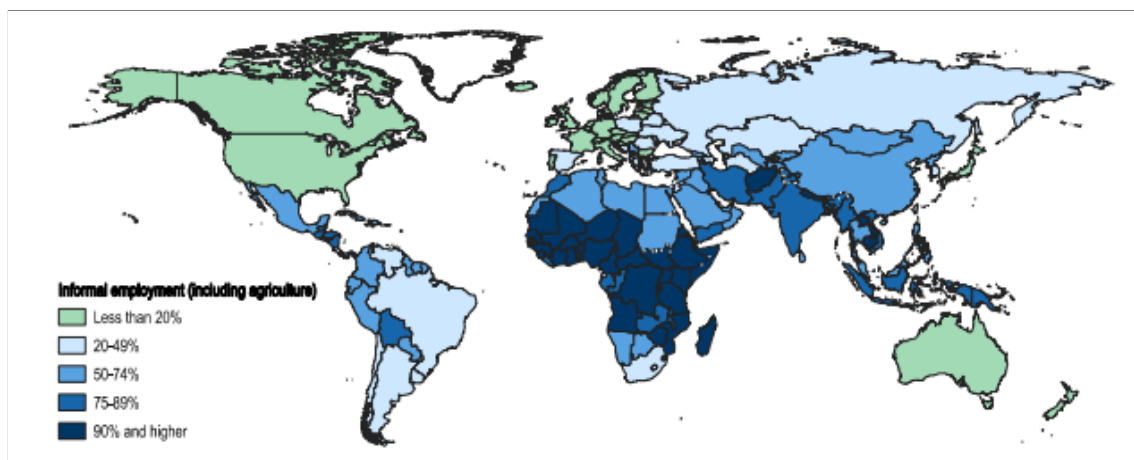 Informal employment (including agriculture)
Less than 20%
20-49%
50-74%
75-89%
90% and higher